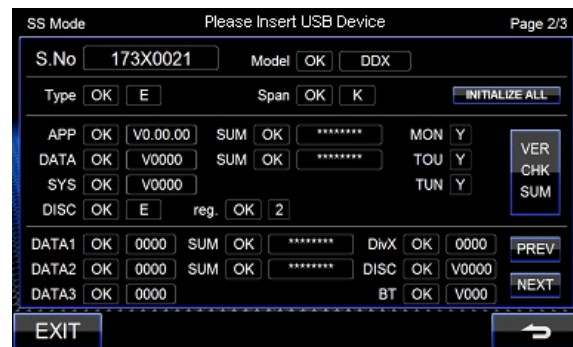 SS Mode Please Insert USB Device Page 2/3
S.No 173X0021 Model OK DDX
Type OK E Span OK K INITIALIZE ALL
APP OK V0.00.00 SUM OK ******** MON Y
DATA OK V0000 SUM OK ******** TOU Y
SYS OK V0000 TUN Y
VER CHK SUM
DISC OK E reg. OK 2
DATA1 OK 0000 SUM OK ******** DivX OK 0000 PREV
DATA2 OK 0000 SUM OK ******** DISC OK V0000
DATA3 OK 0000 BT OK V000 NEXT
EXIT